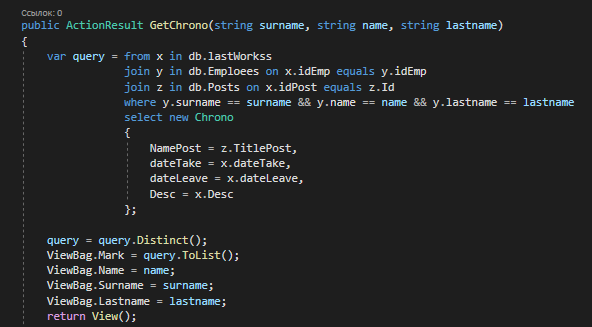 Ссылок: 0
public ActionResult GetChrono(string surname, string name, string lastname)
{
var query = from x in db.lastWorkss
join y in db.Emploees on x.idEmp equals y.idEmp
join z in db.Posts on x.idPost equals z.Id
where y.surname == surname && y.name == name && y.lastname == lastname
select new Chrono
{
NamePost = z.TitlePost,
dateTake = x.dateTake,
dateLeave = x.dateLeave,
Desc = x.Desc
};
query = query.Distinct();
ViewBag.Mark = query.ToList();
ViewBag.Name = name;
ViewBag.Surname = surname;
ViewBag.Lastname = lastname;
return View();